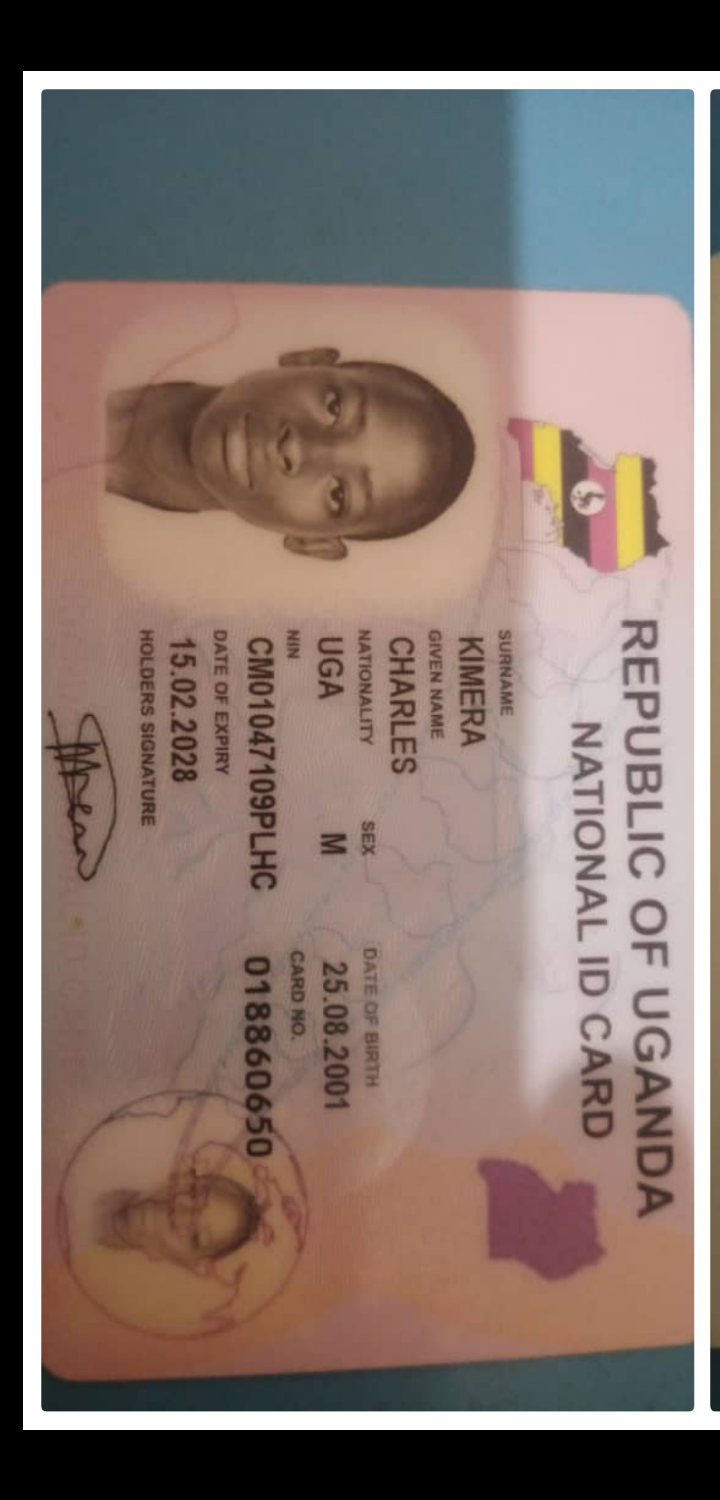 REPUBLIC OF UGANDA
NATIONAL ID CARD
SURNAME
KIMERA
GIVEN NAME
CHARLES
NATIONALITY SEX DATE OF BIRTH
UGA M 25.08.2001
NIN CARD NO.
CM01047109PLHC 018860650
DATE OF EXPIRY
15.02.2028
HOLDERS SIGNATURE